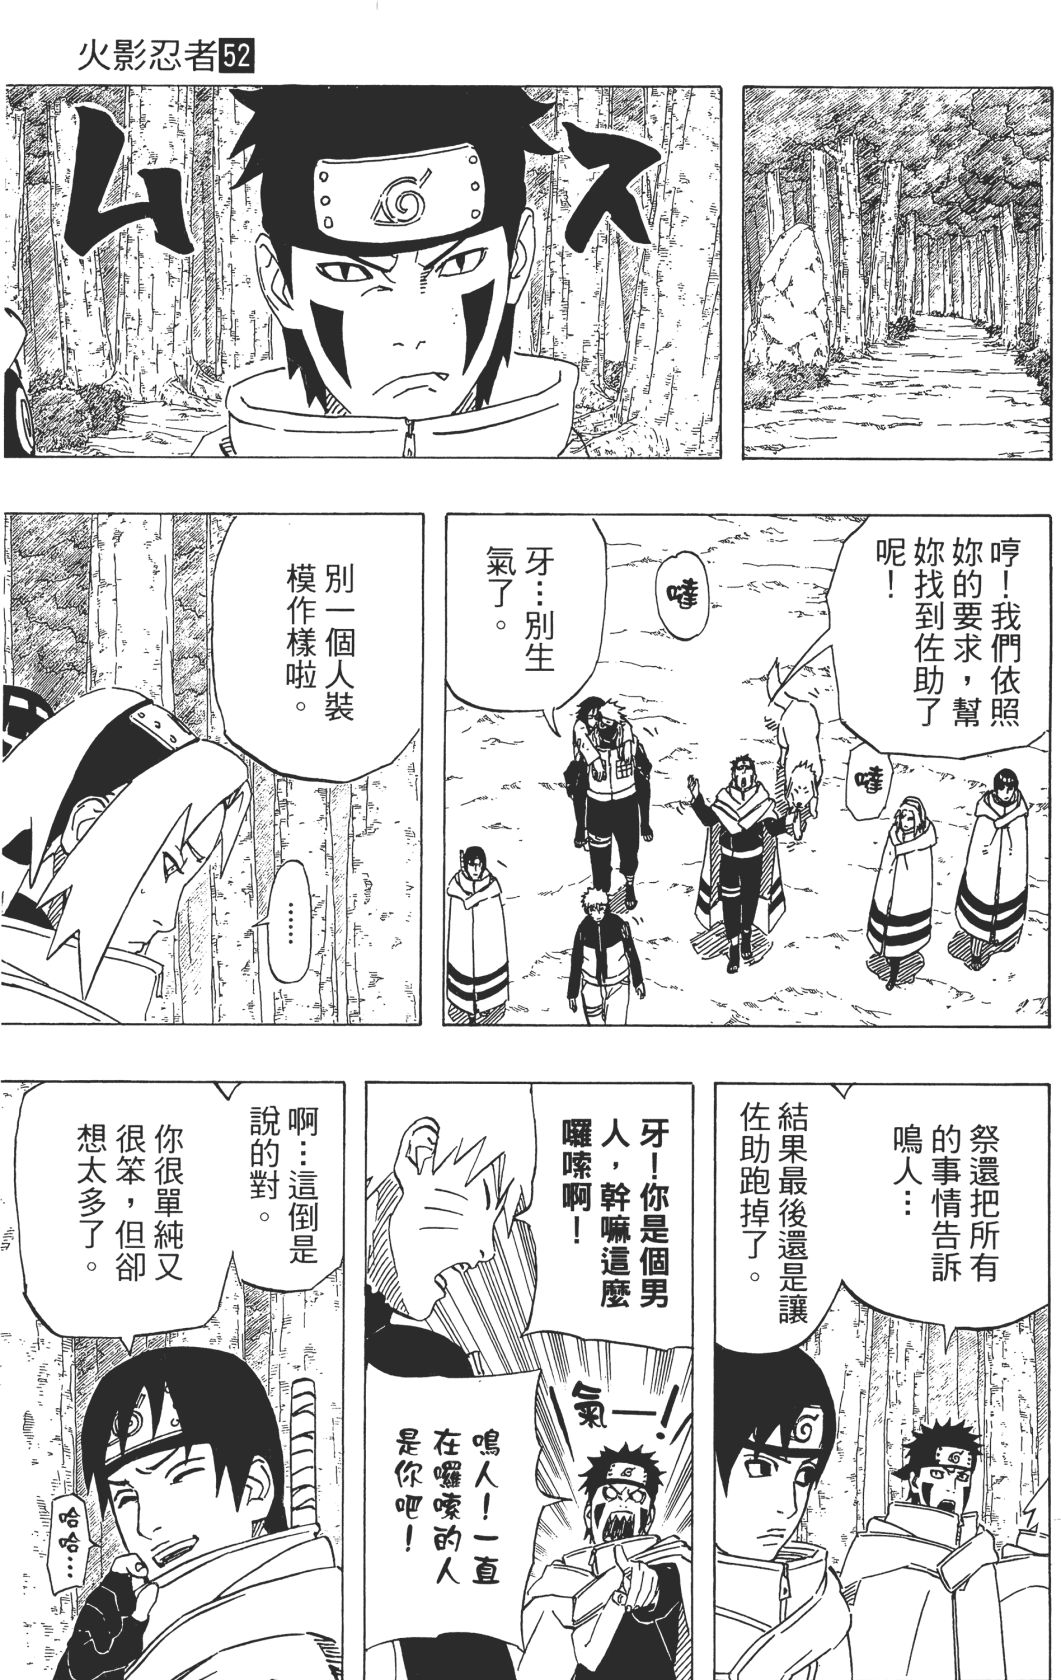 火影忍者52
ス
ム
哼！我們依照
妳的要求，幫
妳找到佐助了
呢！
噠
噠
牙…別生
氣了。
別一個人裝
模作樣啦。
……
祭還把所有
的事情告訴
鳴人…
結果最後還是讓
佐助跑掉了。
牙！你是個男
人，幹嘛這麼
囉嗦啊！
氣—！
鳴人！一直
在囉嗦的人
是你吧！
啊…這倒是
說的對。
你很單純又
很笨，但卻
想太多了。
哈哈…